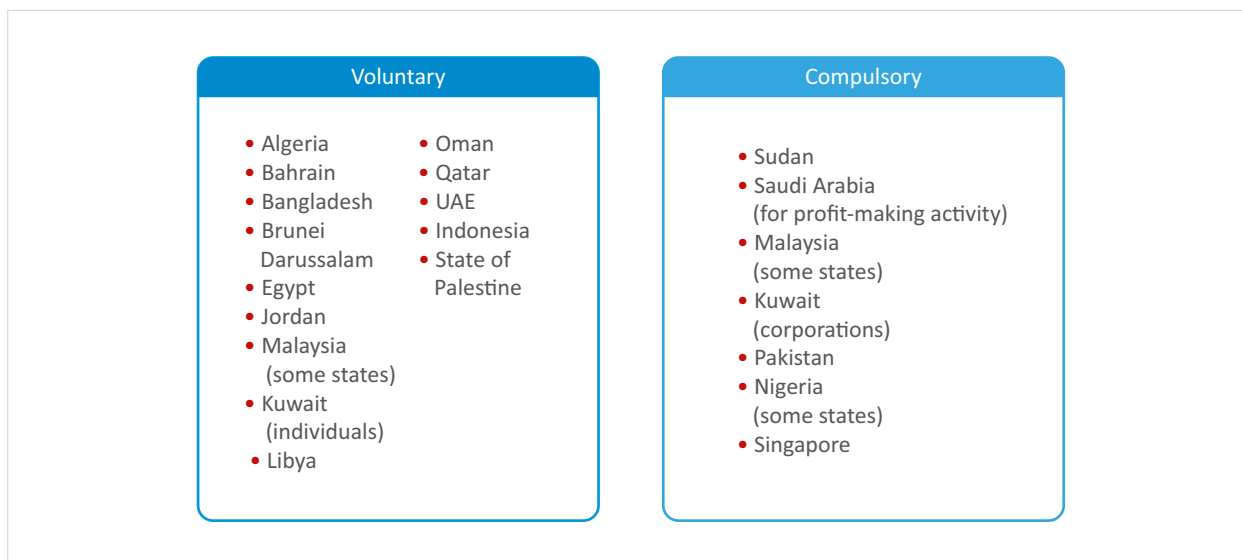 Voluntary
• Algeria
• Bahrain
• Bangladesh
• Brunei
Darussalam
• Egypt
• Jordan
• Malaysia
(some states)
• Kuwait
(individuals)
• Libya
• Oman
• Qatar
• UAE
• Indonesia
• State of
Palestine
Compulsory
• Sudan
• Saudi Arabia
(for profit-making activity)
• Malaysia
(some states)
• Kuwait
(corporations)
• Pakistan
• Nigeria
(some states)
• Singapore